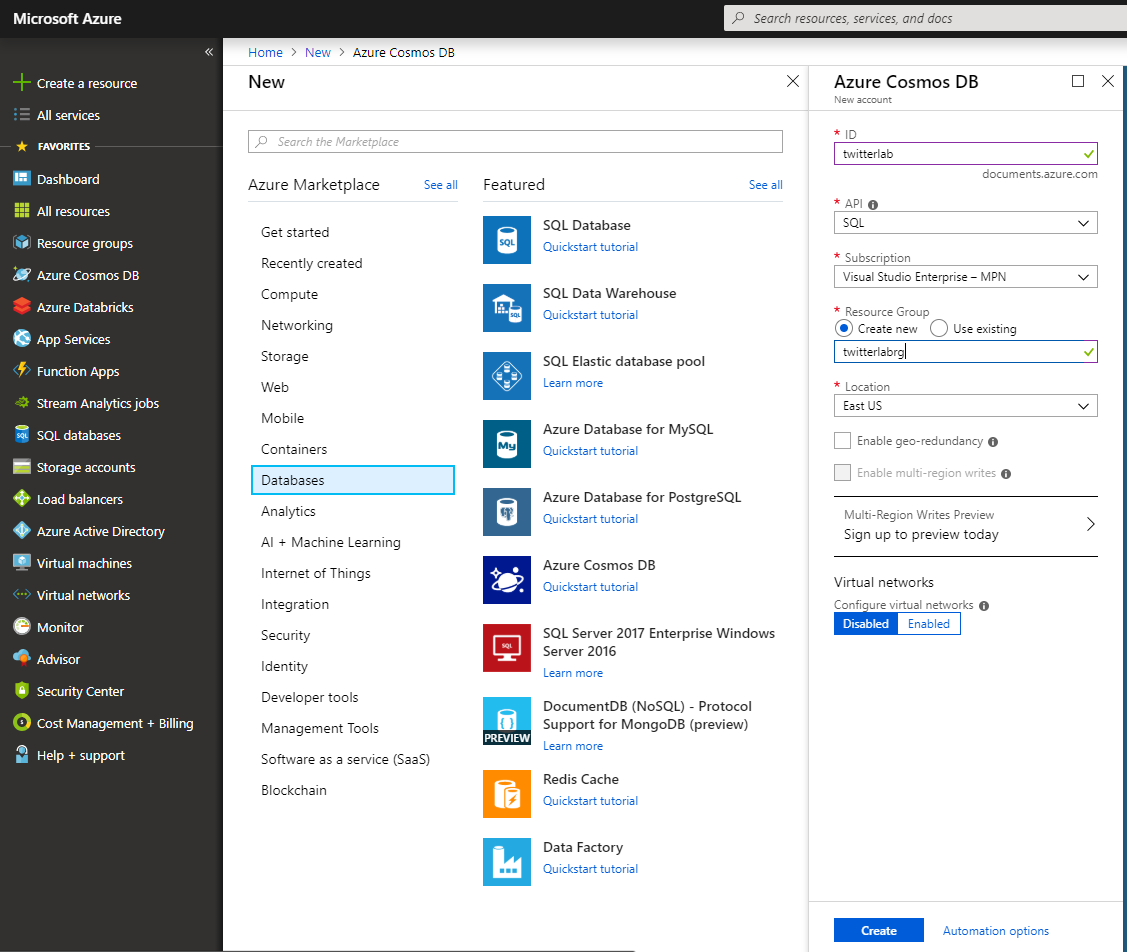 Microsoft Azure
Search resources, services, and docs
«
Create a resource
All services
FAVORITES
Dashboard
All resources
Resource groups
Azure Cosmos DB
Azure Databricks
App Services
Function Apps
Stream Analytics jobs
SQL databases
Storage accounts
Load balancers
Azure Active Directory
Virtual machines
Virtual networks
Monitor
Advisor
Security Center
Cost Management + Billing
Help + support
Home > New > Azure Cosmos DB
New
Search the Marketplace
Azure Marketplace
See all
Get started
Recently created
Compute
Networking
Storage
Web
Mobile
Containers
Databases
Analytics
AI + Machine Learning
Internet of Things
Integration
Security
Identity
Developer tools
Management Tools
Software as a service (SaaS)
Blockchain
Featured
See all
SQL
SQL Database
Quickstart tutorial
SQL
SQL Data Warehouse
Quickstart tutorial
SQL Elastic database pool
Learn more
My
Azure Database for MySQL
Quickstart tutorial
Azure Database for PostgreSQL
Quickstart tutorial
Azure Cosmos DB
Quickstart tutorial
SQL
SQL Server 2017 Enterprise Windows
Server 2016
Learn more
PREVIEW
DocumentDB (NoSQL) - Protocol
Support for MongoDB (preview)
Learn more
Redis Cache
Quickstart tutorial
Data Factory
Quickstart tutorial
Azure Cosmos DB
New account
* ID
twitterlab
documents.azure.com
* API
SQL
* Subscription
Visual Studio Enterprise – MPN
* Resource Group
Create new Use existing
twitterlabrg
* Location
East US
Enable geo-redundancy
Enable multi-region writes
Multi-Region Writes Preview
Sign up to preview today
Virtual networks
Configure virtual networks
Disabled Enabled
Create
Automation options